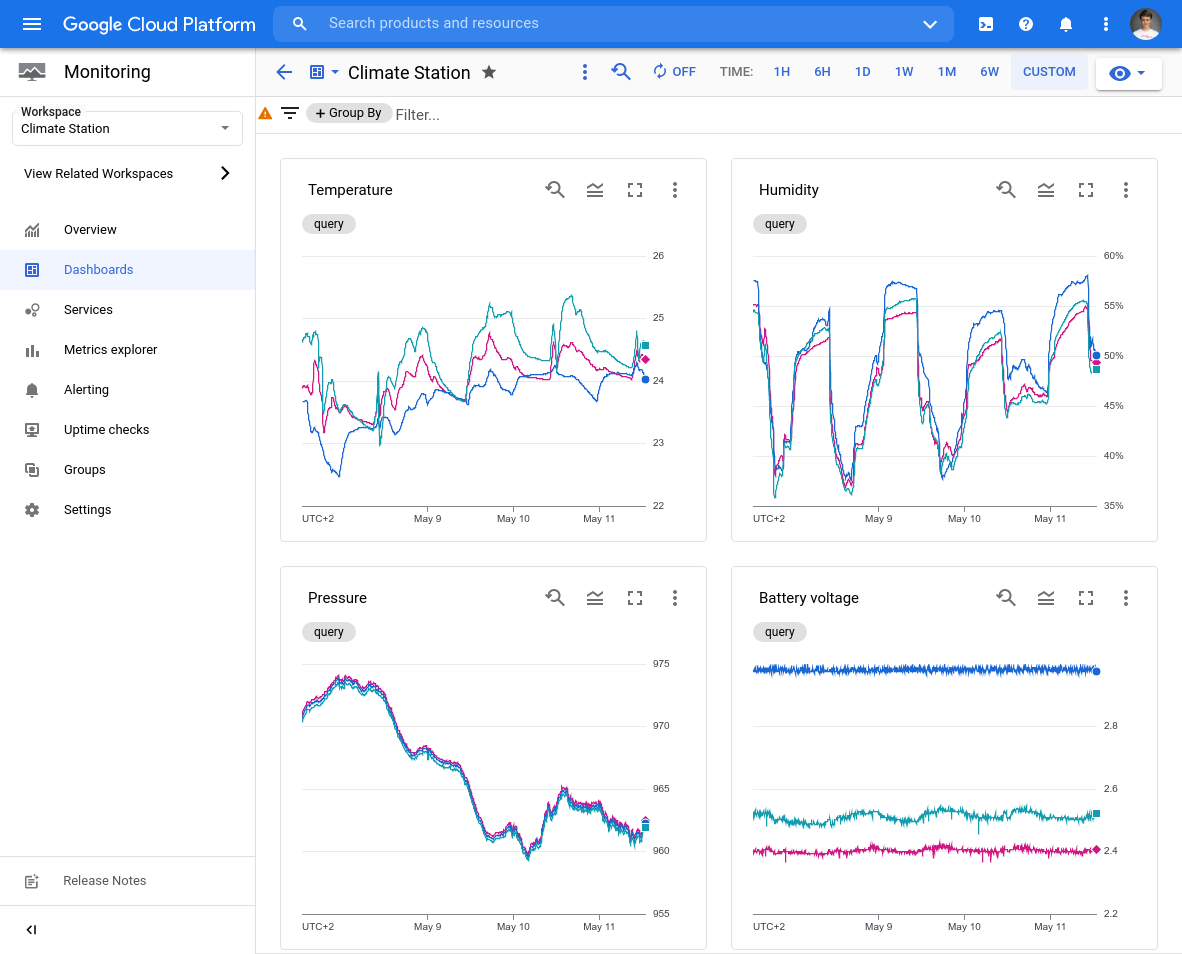 Google Cloud Platform
Search products and resources
Monitoring
Climate Station
OFF
TIME:
1H
6H
1D
1W
1M
6W
CUSTOM
Workspace
Climate Station
+ Group By
Filter...
View Related Workspaces
Overview
Dashboards
Services
Metrics explorer
Alerting
Uptime checks
Groups
Settings
Release Notes
Temperature
query
26
25
24
23
22
UTC+2
May 9
May 10
May 11
Humidity
query
60%
55%
50%
45%
40%
35%
UTC+2
May 9
May 10
May 11
Pressure
query
975
970
965
960
955
UTC+2
May 9
May 10
May 11
Battery voltage
query
2.8
2.6
2.4
2.2
UTC+2
May 9
May 10
May 11